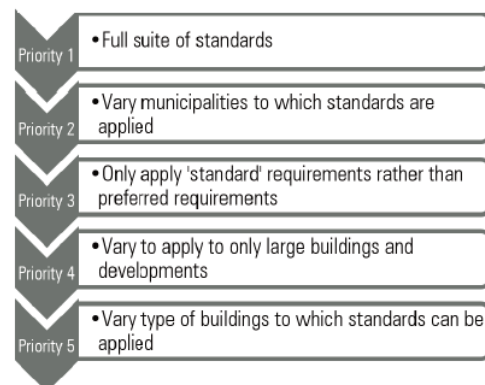 Priority 1
• Full suite of standards
Priority 2
• Vary municipalities to which standards are
applied
Priority 3
• Only apply 'standard' requirements rather than
preferred requirements
Priority 4
• Vary to apply to only large buildings and
developments
Priority 5
• Vary type of buildings to which standards can be
applied